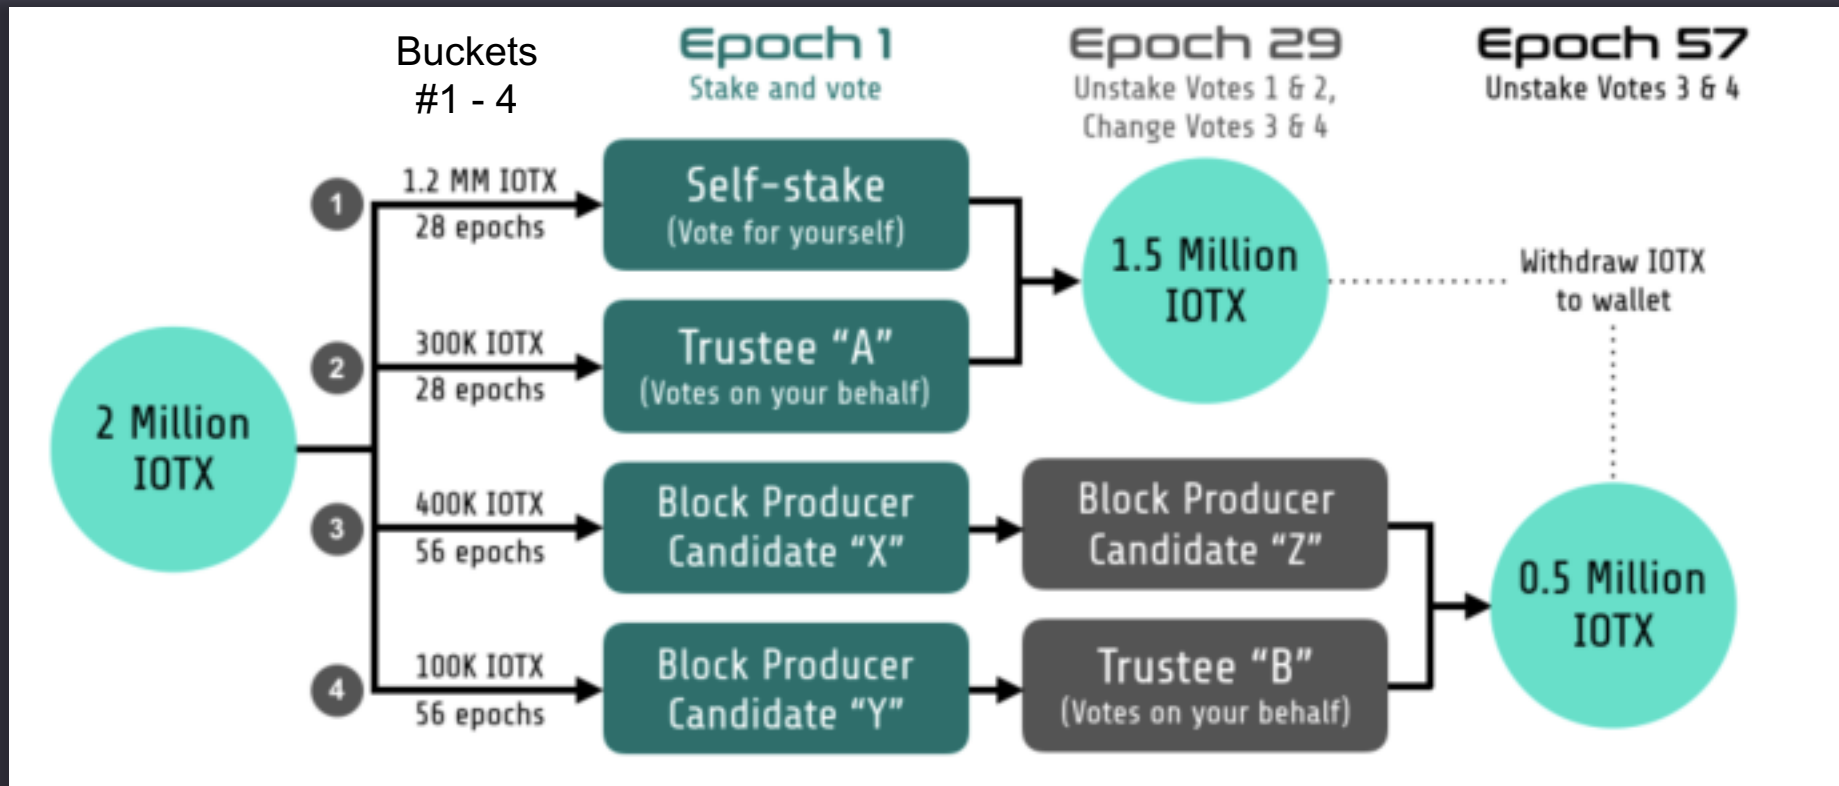 Buckets
#1 - 4
Epoch 1
Stake and vote
Epoch 29
Unstake Votes 1 & 2,
Change Votes 3 & 4
Epoch 57
Unstake Votes 3 & 4
2 Million
IOTX
1
1.2 MM IOTX
28 epochs
Self-stake
(Vote for yourself)
2
300K IOTX
28 epochs
Trustee “A”
(Votes on your behalf)
1.5 Million
IOTX
Withdraw IOTX
to wallet
3
400K IOTX
56 epochs
Block Producer
Candidate “X”
Block Producer
Candidate “Z”
4
100K IOTX
56 epochs
Block Producer
Candidate “Y”
Trustee “B”
(Votes on your behalf)
0.5 Million
IOTX